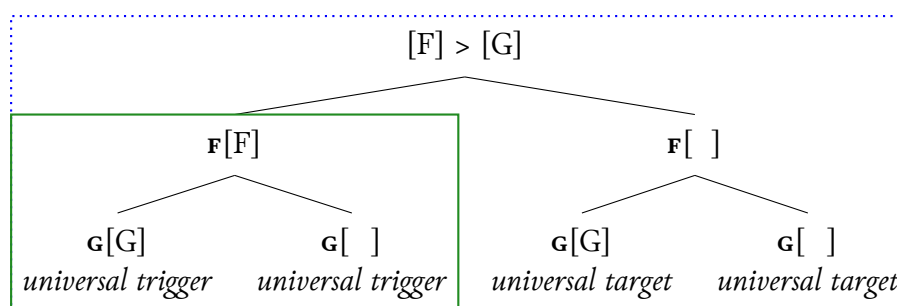 [F] > [G]
F[F] F[ ]
G[G] G[ ] G[G] G[ ]
universal trigger universal trigger universal target universal target